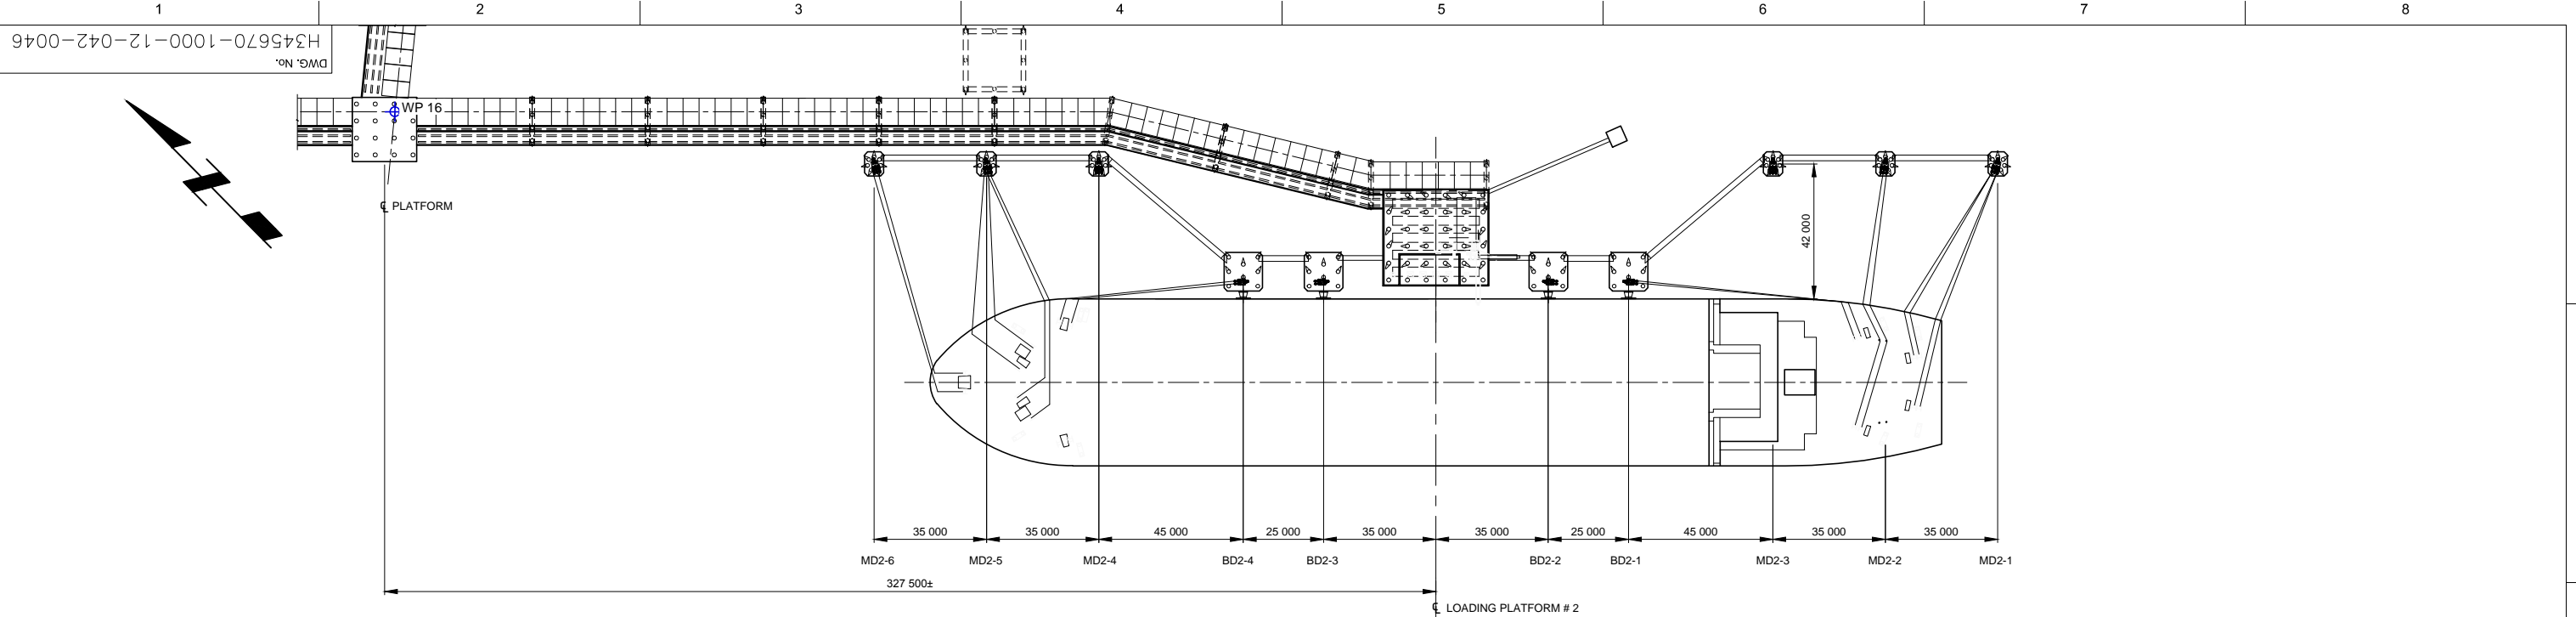 1 2 3 4 5 6 7 8
H345670-1000-12-042-0046
DWG. No.
WP 16
℄ PLATFORM
42 000
35 000 35 000 45 000 25 000 35 000 35 000 25 000 45 000 35 000 35 000
MD2-6 MD2-5 MD2-4 BD2-4 BD2-3 BD2-2 BD2-1 MD2-3 MD2-2 MD2-1
327 500±
℄ LOADING PLATFORM # 2